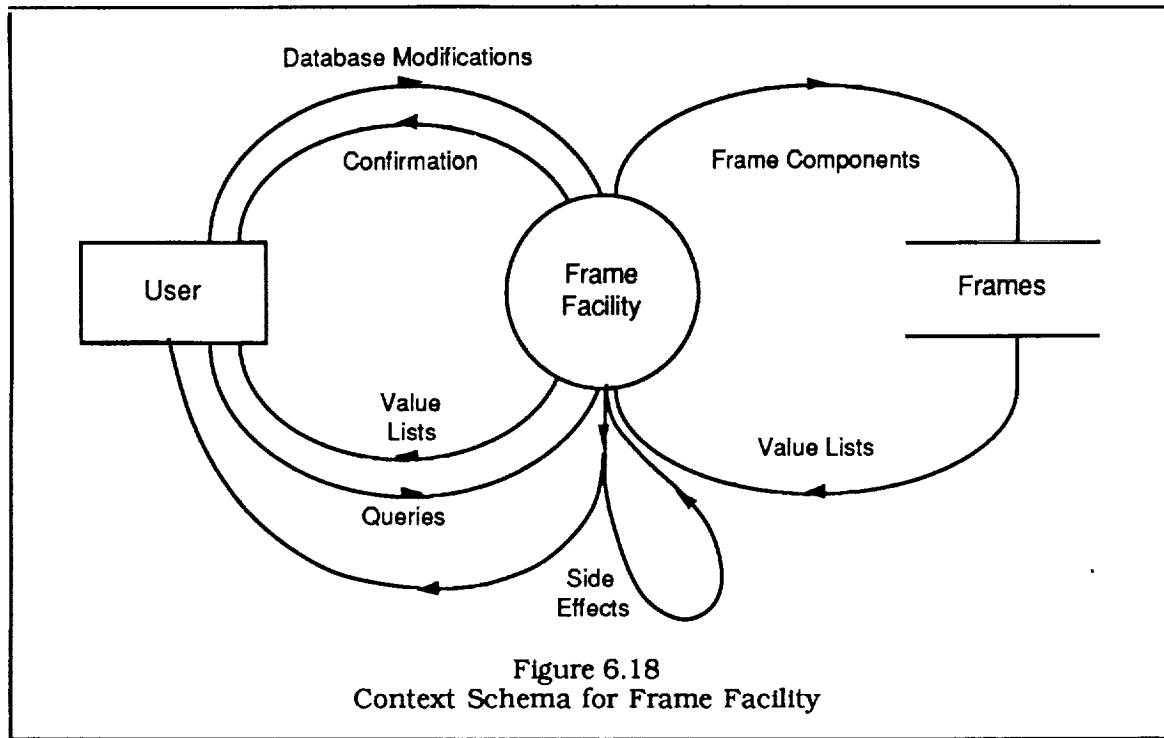 Database Modifications
Confirmation
Frame Components
User
Frame
Facility
Frames
Value
Lists
Value Lists
Queries
Side
Effects
Figure 6.18
Context Schema for Frame Facility